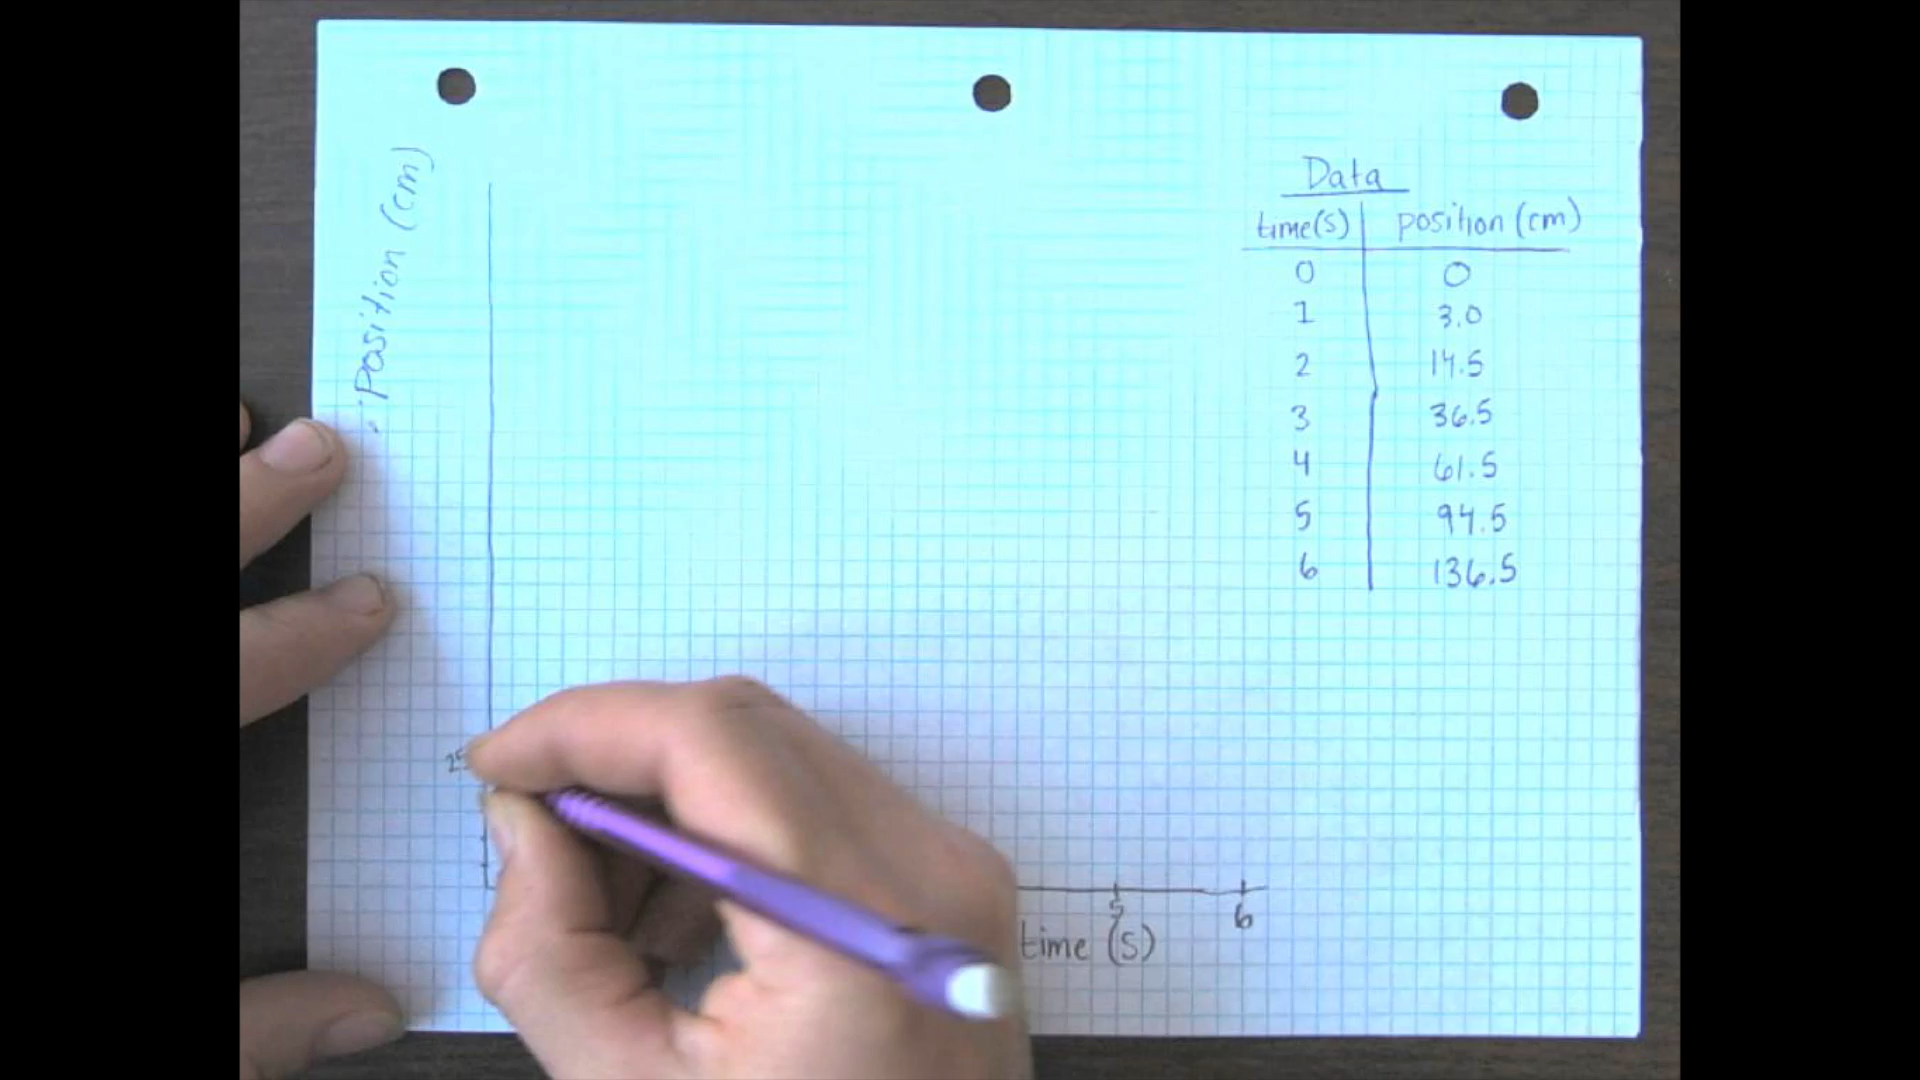 Position (cm)
Data
time(s) position (cm)
0 0
1 3.0
2 14.5
3 36.5
4 61.5
5 94.5
6 136.5
25
5 6
time (s)